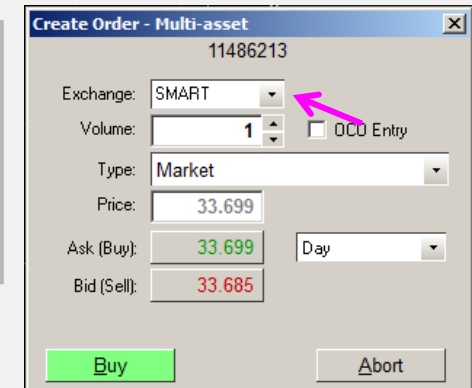 Create Order - Multi-asset
11486213
Exchange: SMART
Volume: 1 OCO Entry
Type: Market
Price: 33.699
Ask (Buy): 33.699 Day
Bid (Sell): 33.685
Buy Abort